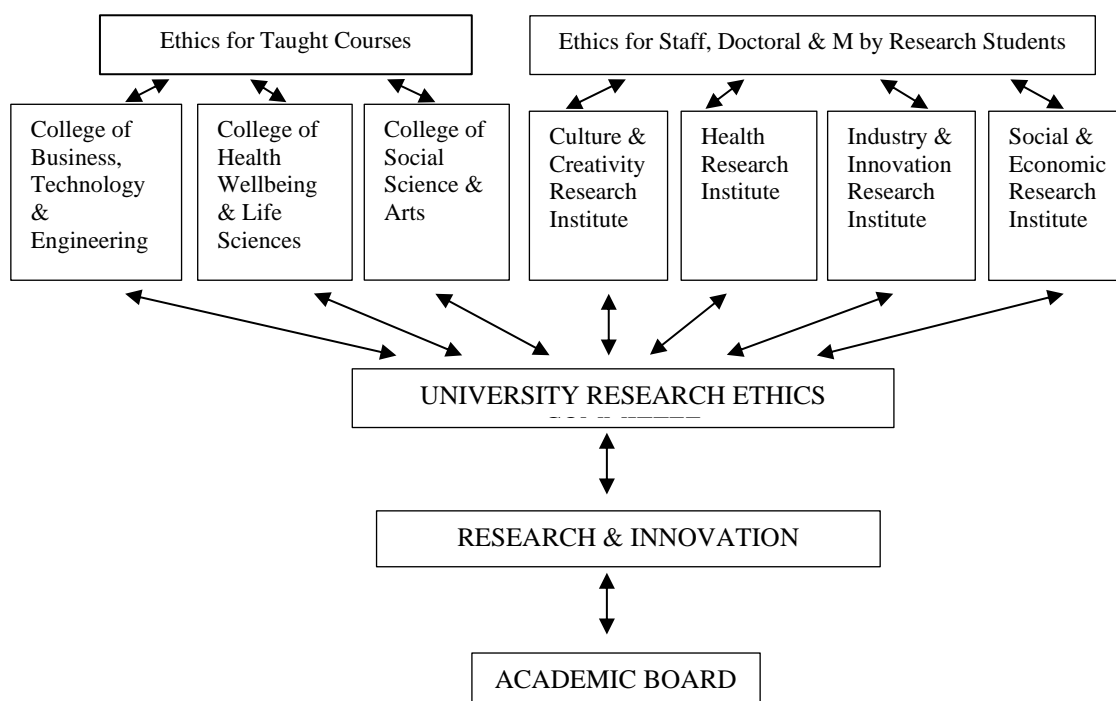 Ethics for Taught Courses
Ethics for Staff, Doctoral & M by Research Students
College of
Business,
Technology
&
Engineering
College of
Health
Wellbeing
& Life
Sciences
College of
Social
Science &
Arts
Culture &
Creativity
Research
Institute
Health
Research
Institute
Industry &
Innovation
Research
Institute
Social &
Economic
Research
Institute
UNIVERSITY RESEARCH ETHICS
RESEARCH & INNOVATION
ACADEMIC BOARD